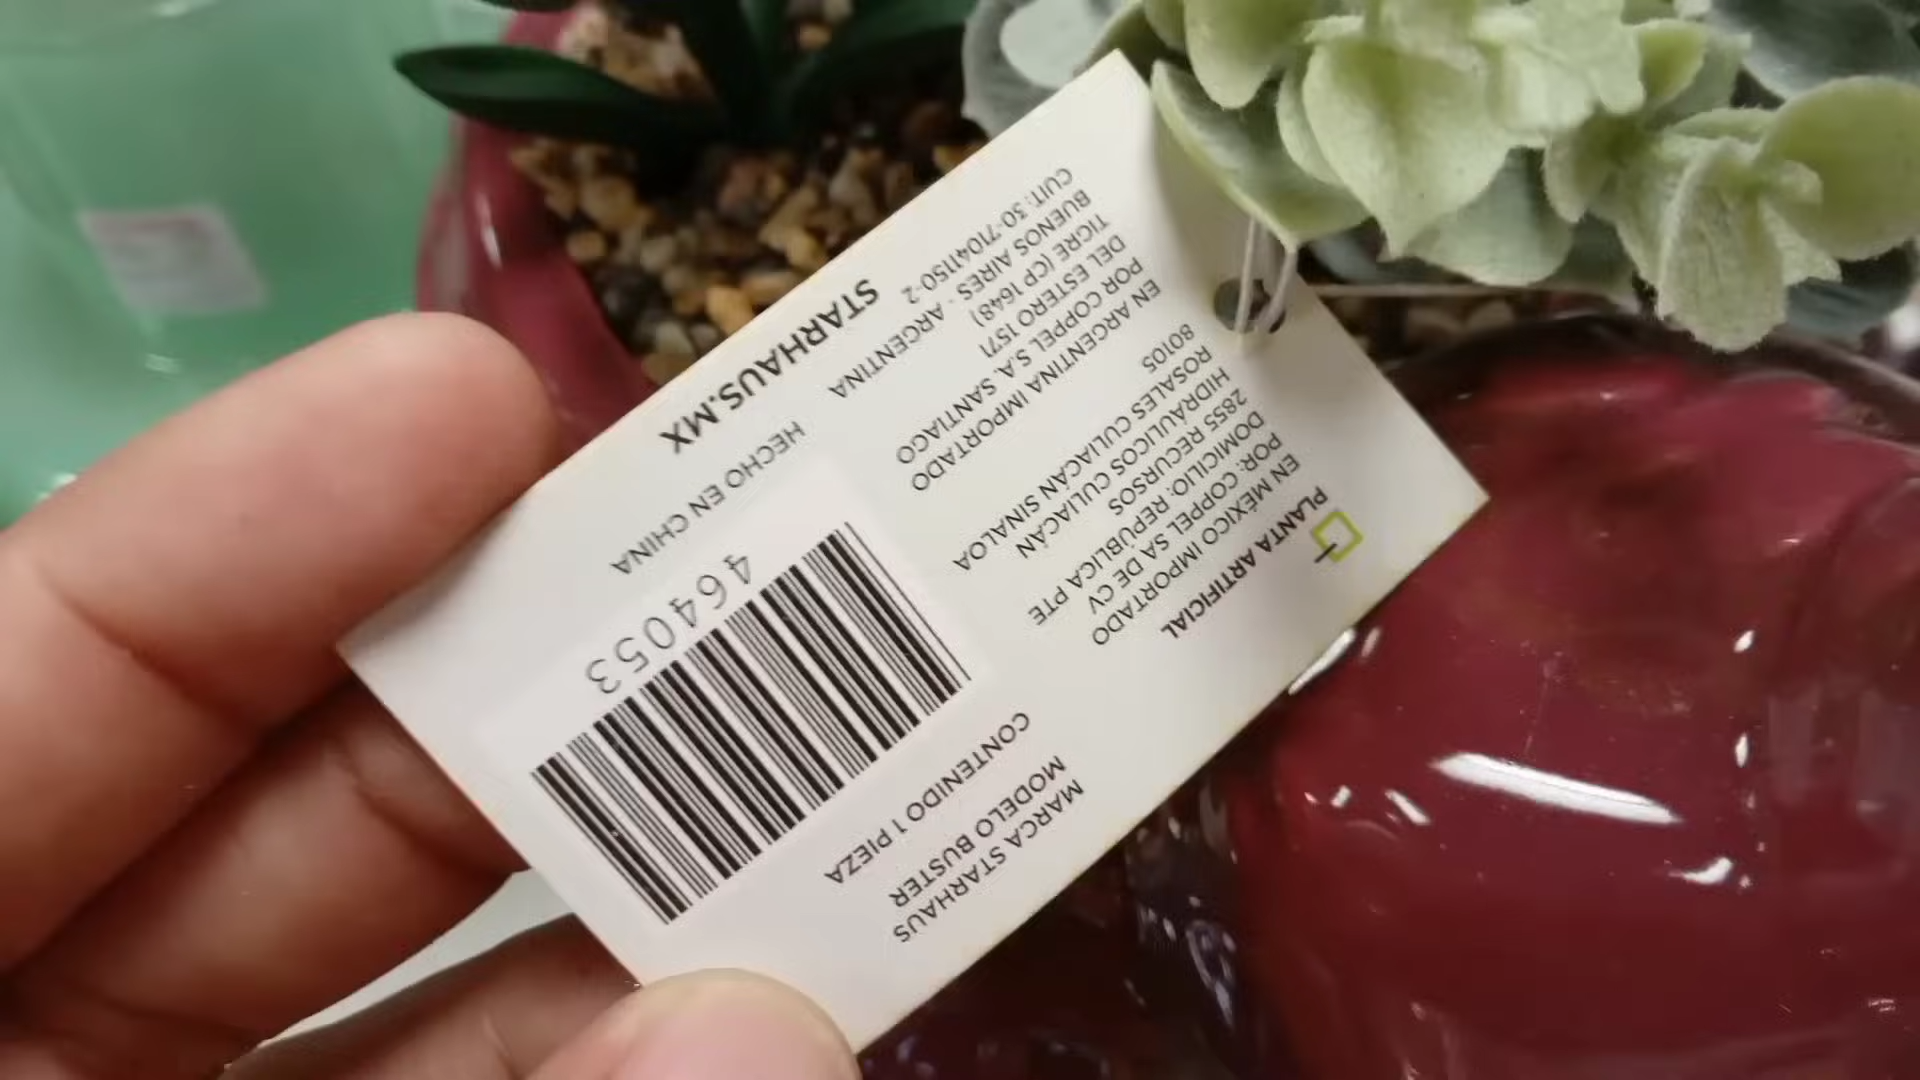 PLANTA ARTIFICIAL
EN MÉXICO IMPORTADO
POR: COPPEL SA DE CV
DOMICILIO: REPÚBLICA PTE
2855 RECURSOS
HIDRÁULICOS CULIACÁN
ROSALES CULIACÁN SINALOA
80105
EN ARGENTINA IMPORTADO
POR COPPEL S.A. SANTIAGO
DEL ESTERO 1571
TIGRE (CP 1648)
BUENOS AIRES - ARGENTINA
CUIT: 30-71041150-2
MARCA STARHAUS
MODELO BUSTER
CONTENIDO 1 PIEZA
464053
HECHO EN CHINA
STARHAUS.MX